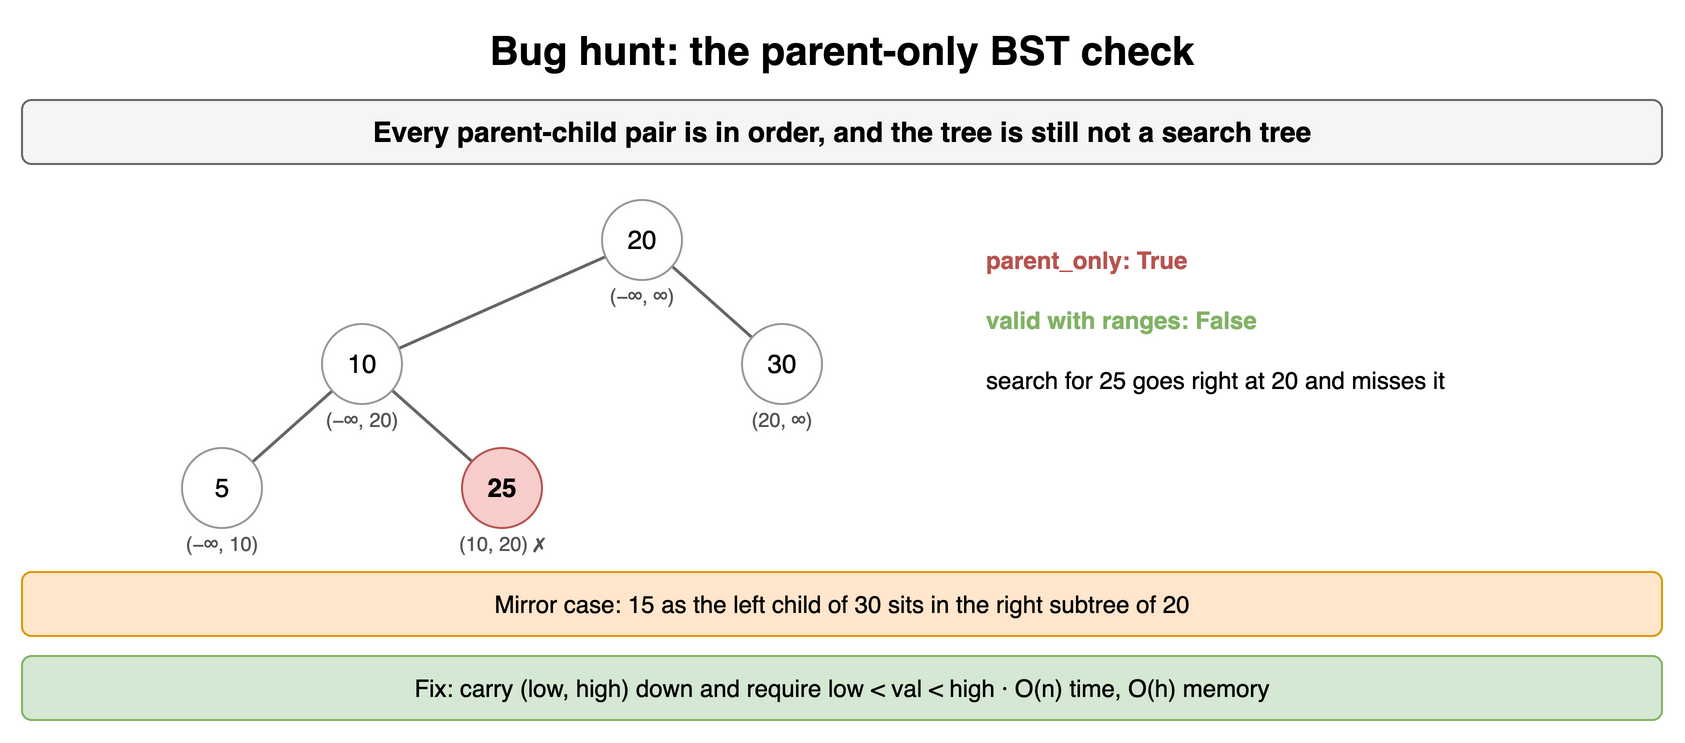 Bug hunt: the parent-only BST check
Every parent-child pair is in order, and the tree is still not a search tree
20
(−∞, ∞)
10
(−∞, 20)
30
(20, ∞)
5
(−∞, 10)
25
(10, 20) ✗
parent_only: True
valid with ranges: False
search for 25 goes right at 20 and misses it
Mirror case: 15 as the left child of 30 sits in the right subtree of 20
Fix: carry (low, high) down and require low < val < high · O(n) time, O(h) memory